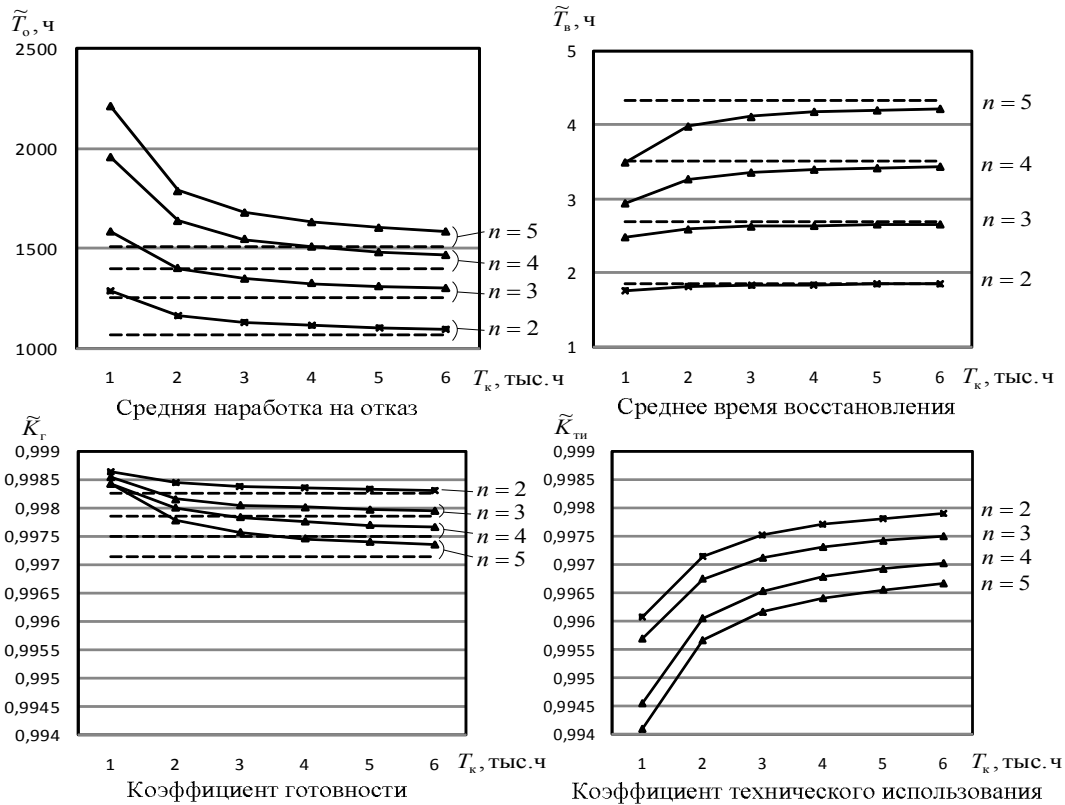 T̃о, ч
2500
2000
1500
1000
n = 5
n = 4
n = 3
n = 2
1 2 3 4 5 6 Tк, тыс. ч
Средняя наработка на отказ
T̃в, ч
5
4
3
2
1
n = 5
n = 4
n = 3
n = 2
1 2 3 4 5 6 Tк, тыс. ч
Среднее время восстановления
K̃г
0,999
0,9985
0,998
0,9975
0,997
0,9965
0,996
0,9955
0,995
0,9945
0,994
n = 2
n = 3
n = 4
n = 5
1 2 3 4 5 6 Tк, тыс. ч
Коэффициент готовности
K̃ти
0,999
0,9985
0,998
0,9975
0,997
0,9965
0,996
0,9955
0,995
0,9945
0,994
n = 2
n = 3
n = 4
n = 5
1 2 3 4 5 6 Tк, тыс. ч
Коэффициент технического использования